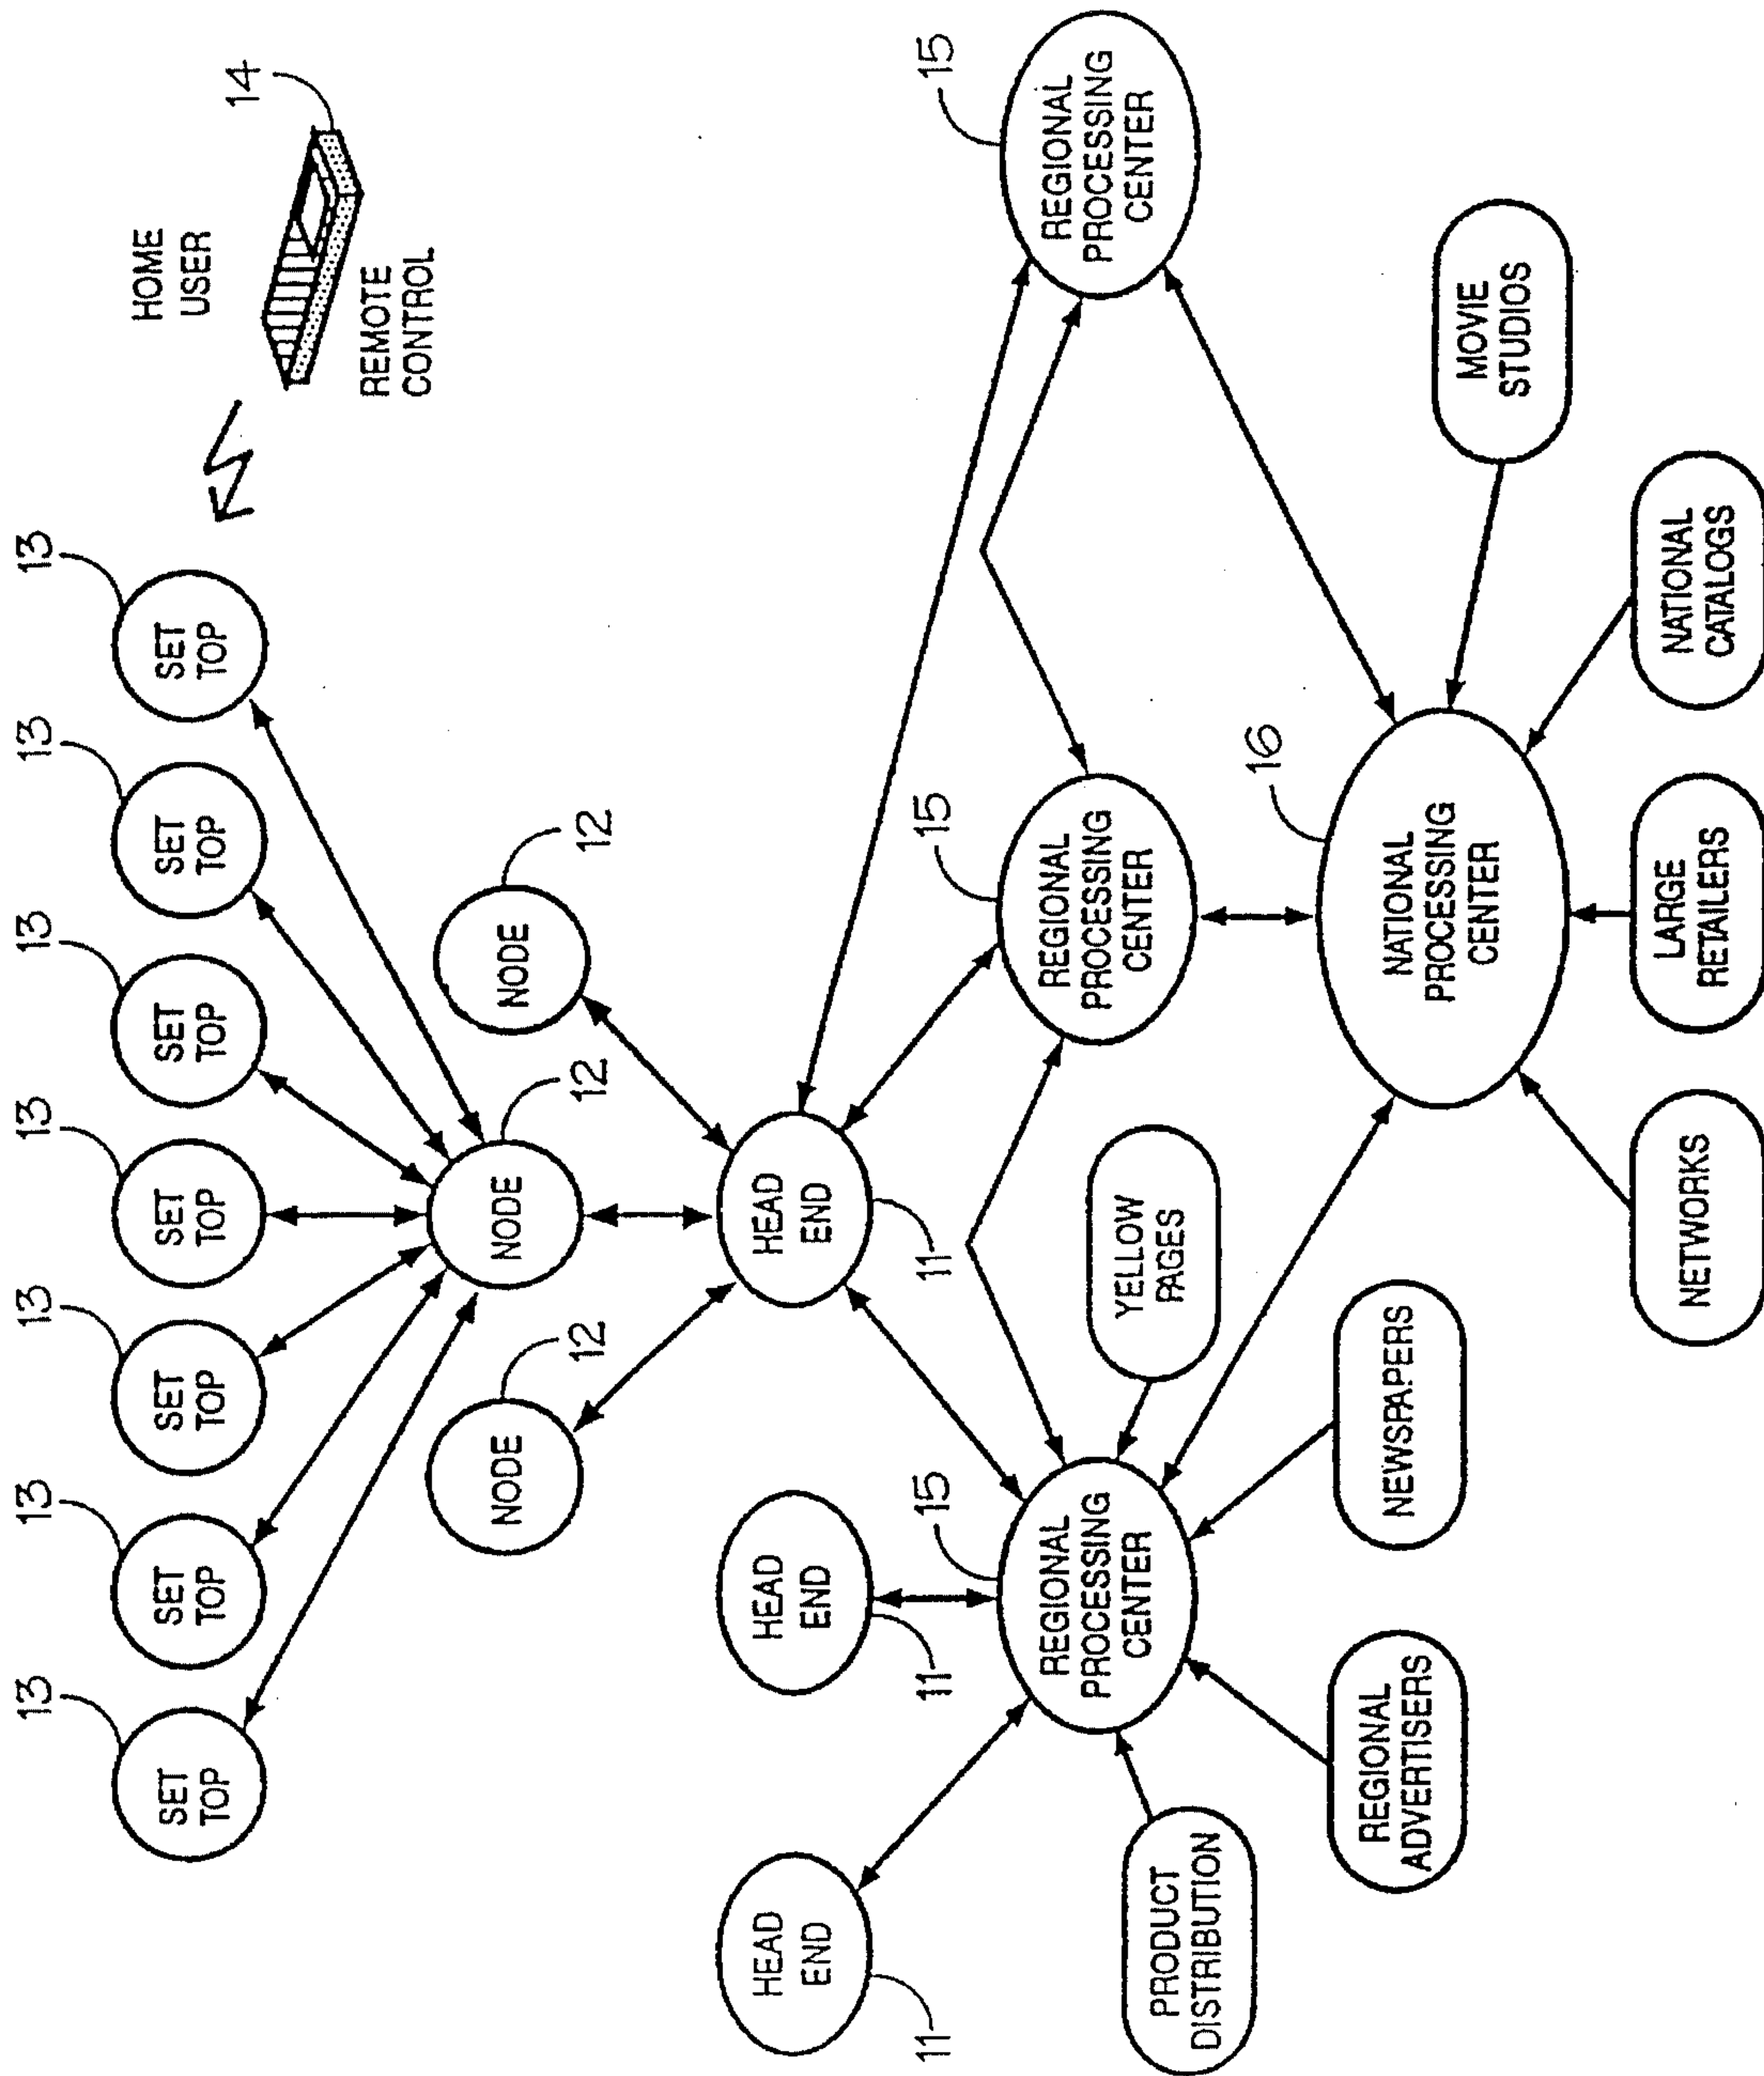 13
13
13
13
13
13
13
SET
TOP
SET
TOP
SET
TOP
SET
TOP
SET
TOP
SET
TOP
SET
TOP
HOME
USER
14
REMOTE
CONTROL
12
NODE
12
NODE
12
NODE
HEAD
END
11
HEAD
END
11
HEAD
END
11
15
REGIONAL
PROCESSING
CENTER
15
REGIONAL
PROCESSING
CENTER
15
REGIONAL
PROCESSING
CENTER
PRODUCT
DISTRIBUTION
YELLOW
PAGES
REGIONAL
ADVERTISERS
NEWSPAPERS
16
NATIONAL
PROCESSING
CENTER
MOVIE
STUDIOS
NETWORKS
LARGE
RETAILERS
NATIONAL
CATALOGS